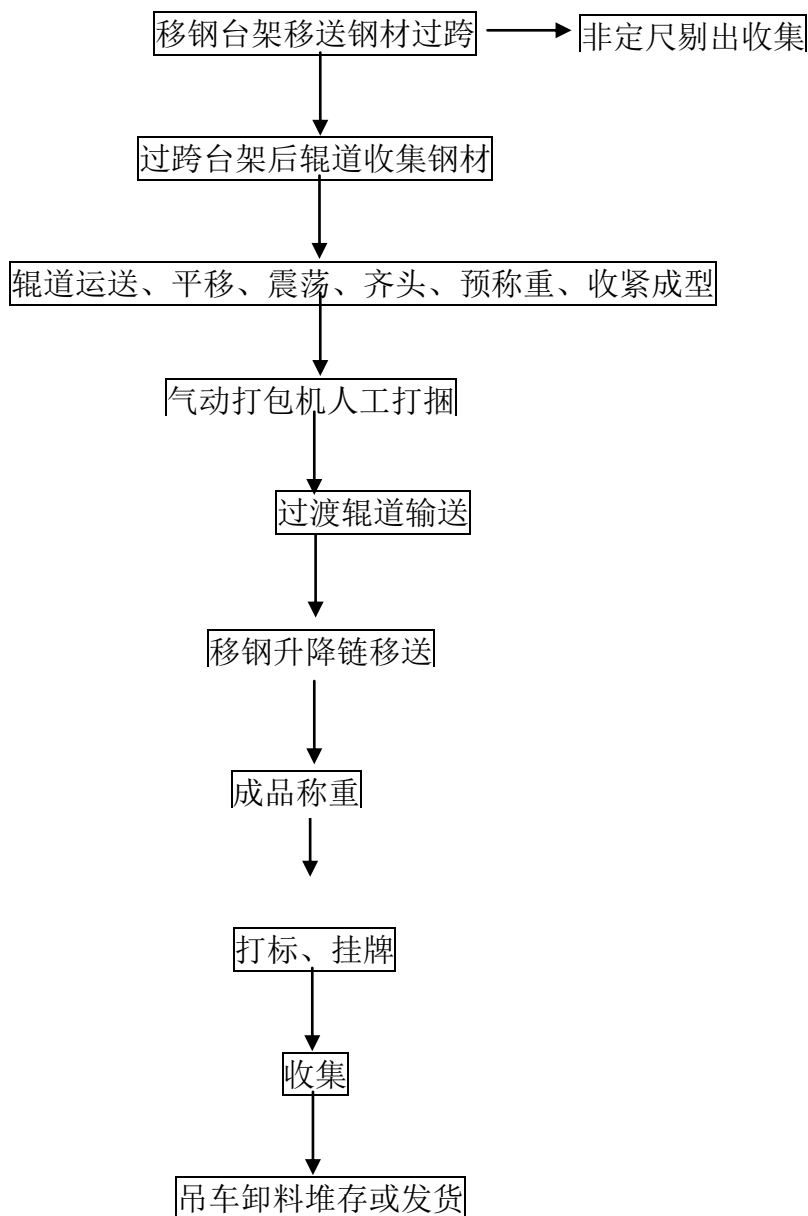 移钢台架移送钢材过跨
非定尺剔出收集
过跨台架后辊道收集钢材
辊道运送、平移、震荡、齐头、预称重、收紧成型
气动打包机人工打捆
过渡辊道输送
移钢升降链移送
成品称重
打标、挂牌
收集
吊车卸料堆存或发货